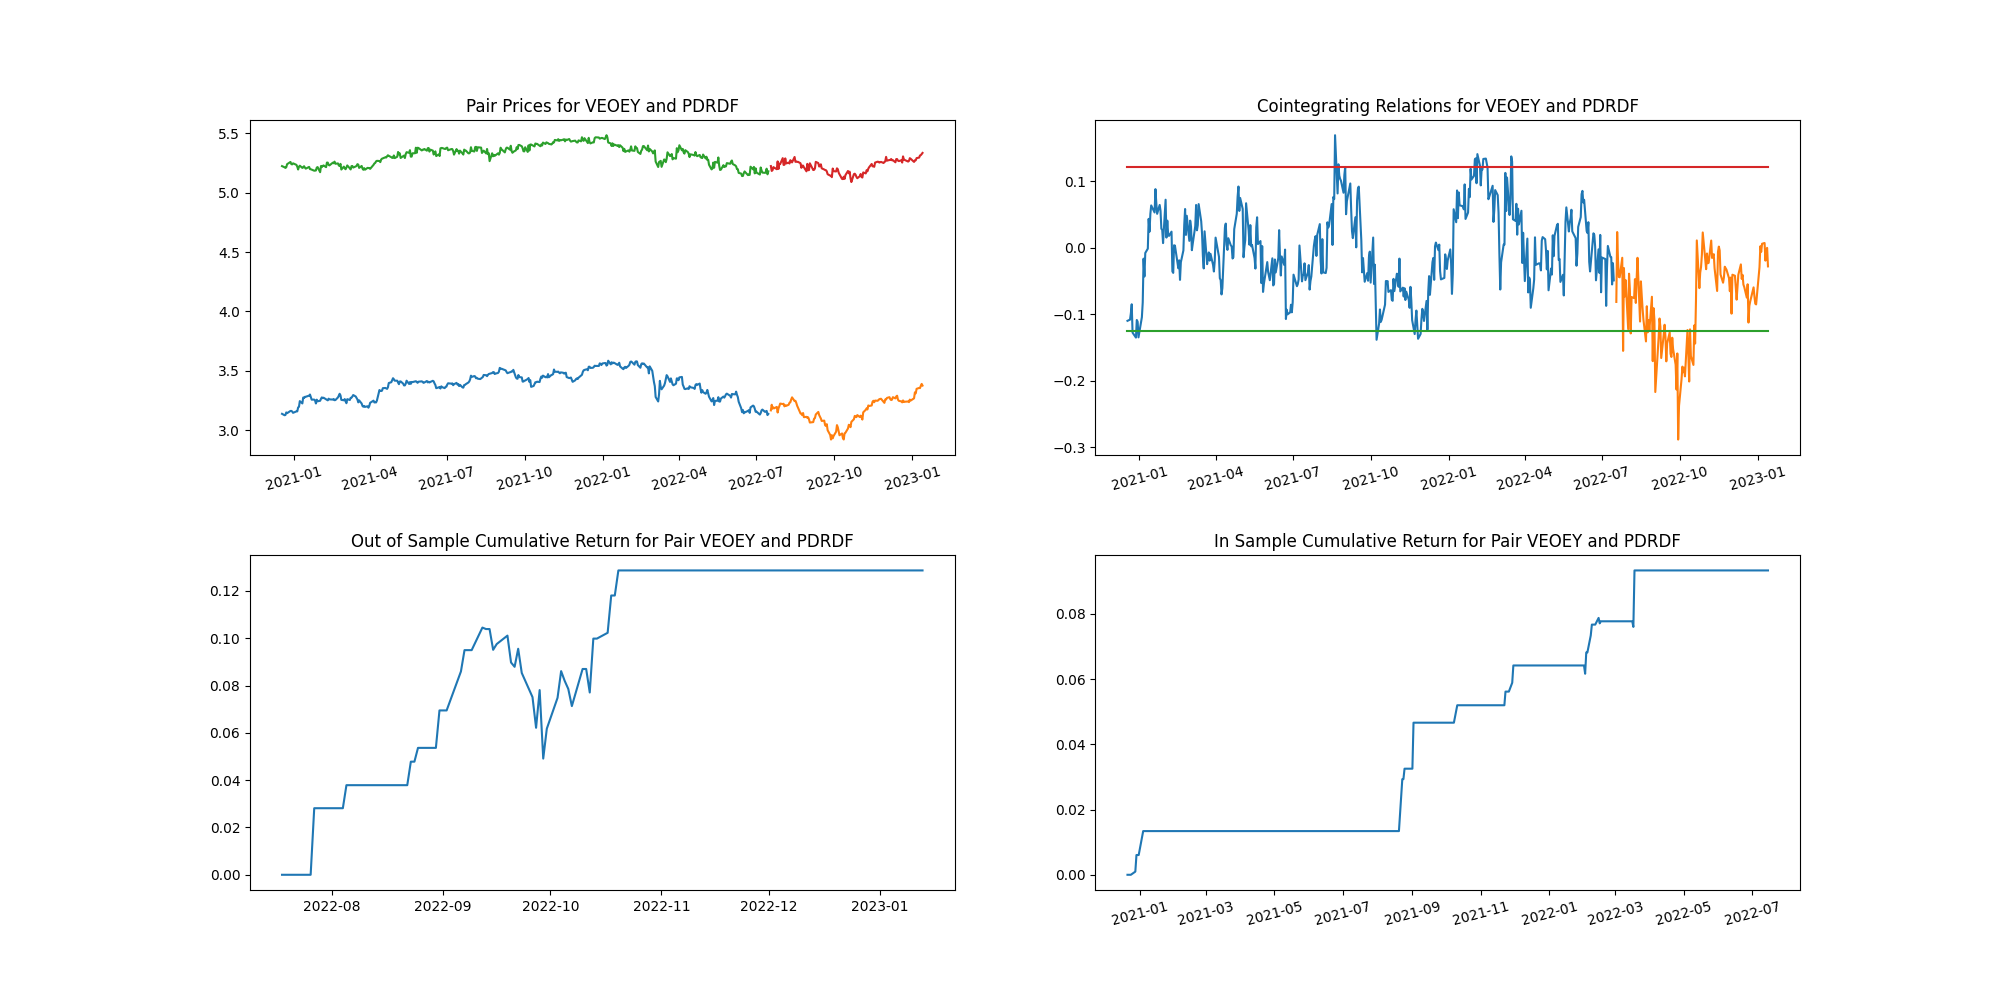 Pair Prices for VEOEY and PDRDF
5.5
5.0
4.5
4.0
3.5
3.0
2021-01 2021-04 2021-07 2021-10 2022-01 2022-04 2022-07 2022-10 2023-01
Cointegrating Relations for VEOEY and PDRDF
0.1
0.0
−0.1
−0.2
−0.3
2021-01 2021-04 2021-07 2021-10 2022-01 2022-04 2022-07 2022-10 2023-01
Out of Sample Cumulative Return for Pair VEOEY and PDRDF
0.12
0.10
0.08
0.06
0.04
0.02
0.00
2022-08 2022-09 2022-10 2022-11 2022-12 2023-01
In Sample Cumulative Return for Pair VEOEY and PDRDF
0.08
0.06
0.04
0.02
0.00
2021-01 2021-03 2021-05 2021-07 2021-09 2021-11 2022-01 2022-03 2022-05 2022-07